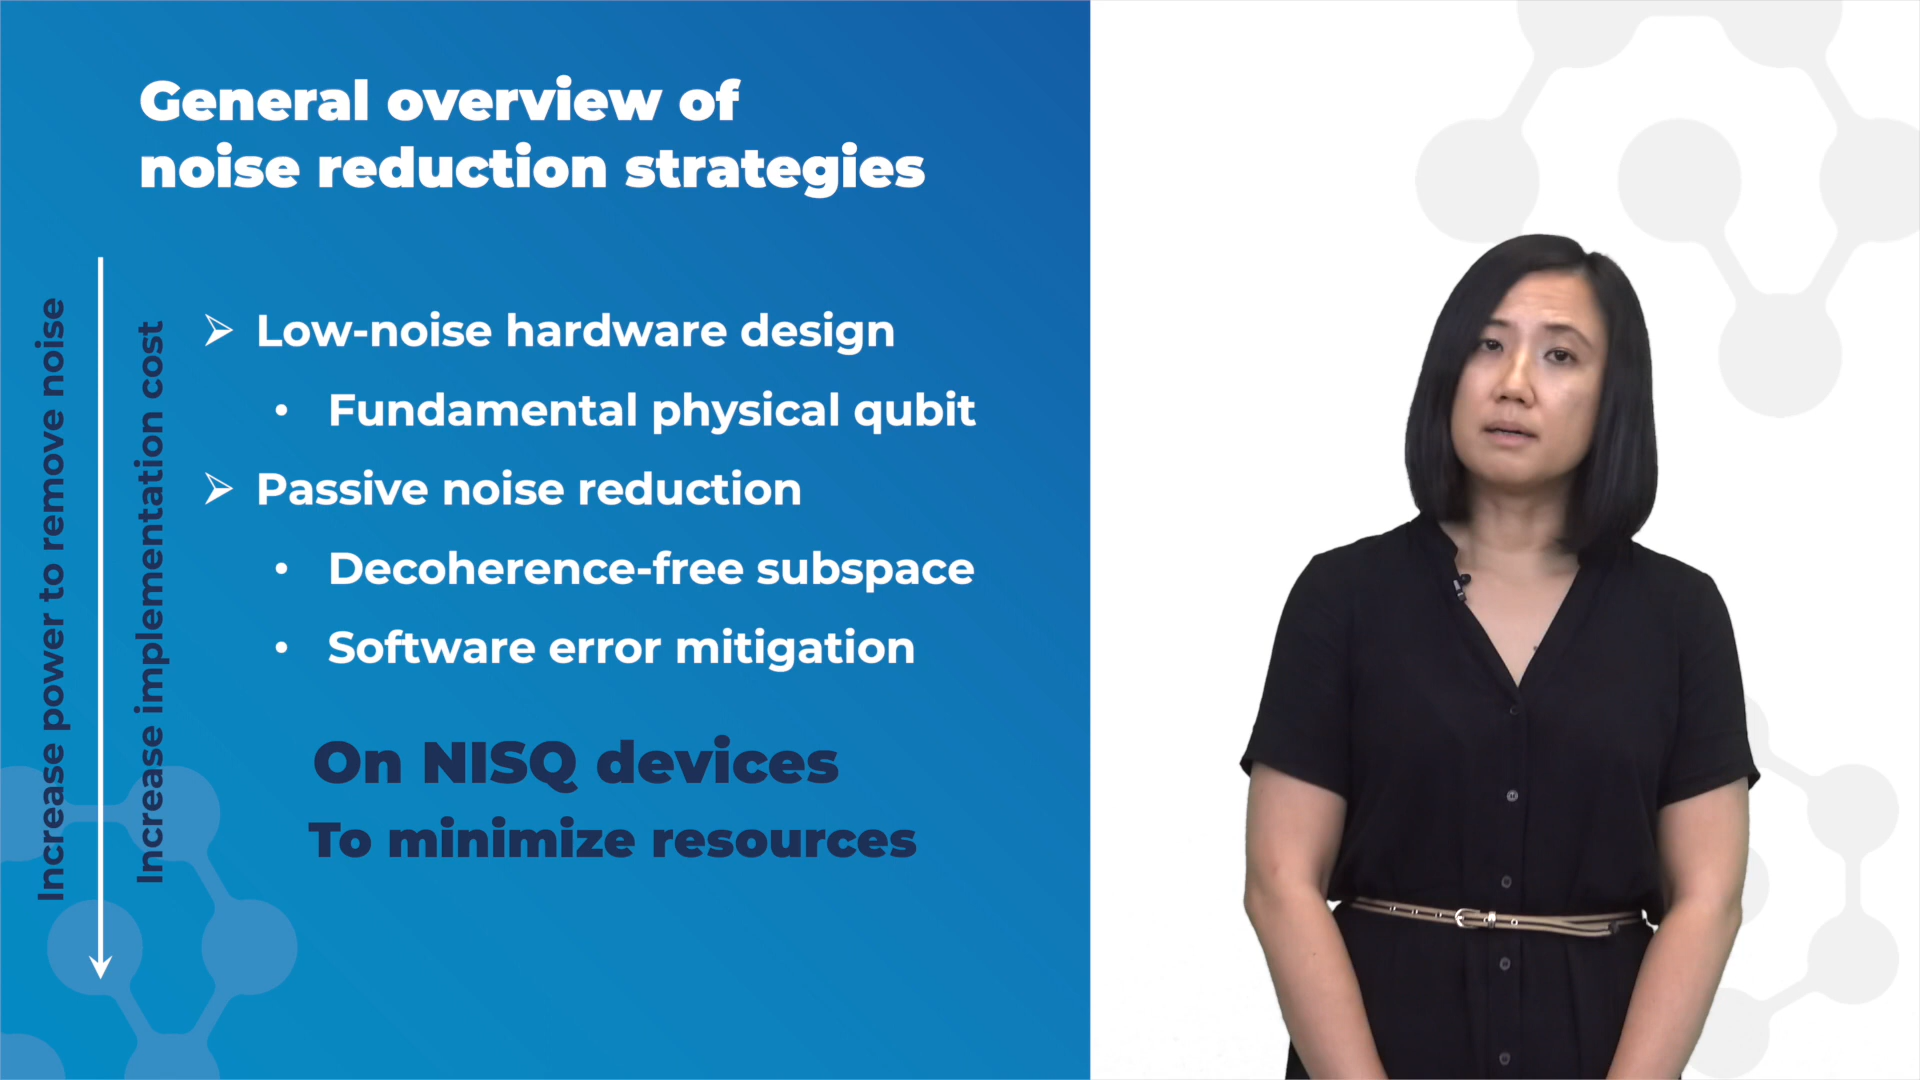 General overview of
noise reduction strategies
Increase power to remove noise
Increase implementation cost
➢ Low-noise hardware design
• Fundamental physical qubit
➢ Passive noise reduction
• Decoherence-free subspace
• Software error mitigation
On NISQ devices
To minimize resources